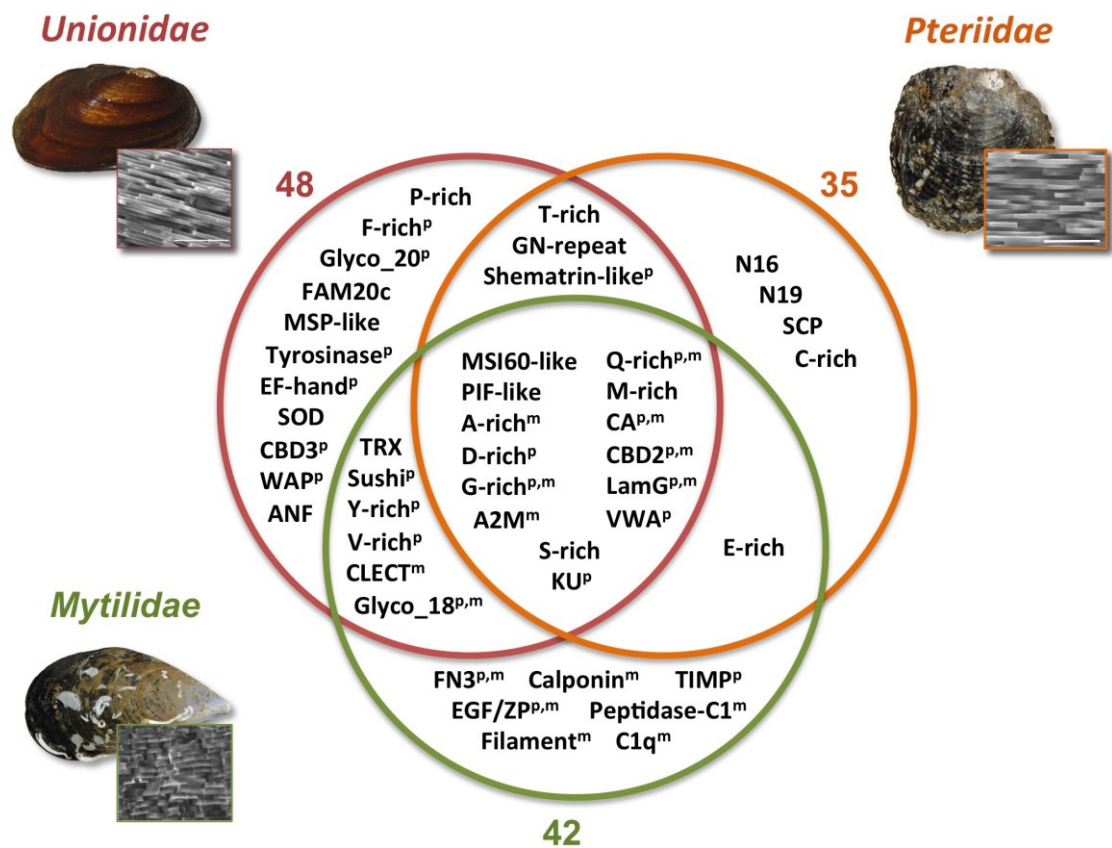 Unionidae
Pteriidae
48
35
P-rich
F-richᵖ
Glyco_20ᵖ
FAM20c
MSP-like
Tyrosinaseᵖ
EF-handᵖ
SOD
CBD3ᵖ
WAPᵖ
ANF
T-rich
GN-repeat
Shematrin-likeᵖ
N16
N19
SCP
C-rich
TRX
Sushiᵖ
Y-richᵖ
V-richᵖ
CLECTᵐ
Glyco_18ᵖ,ᵐ
MSI60-like
PIF-like
A-richᵐ
D-richᵖ
G-richᵖ,ᵐ
A2Mᵐ
Q-richᵖ,ᵐ
M-rich
CAᵖ,ᵐ
CBD2ᵖ,ᵐ
LamGᵖ,ᵐ
VWAᵖ
S-rich
KUᵖ
E-rich
Mytilidae
FN3ᵖ,ᵐ Calponinᵐ TIMPᵖ
EGF/ZPᵖ,ᵐ Peptidase-C1ᵐ
Filamentᵐ C1qᵐ
42